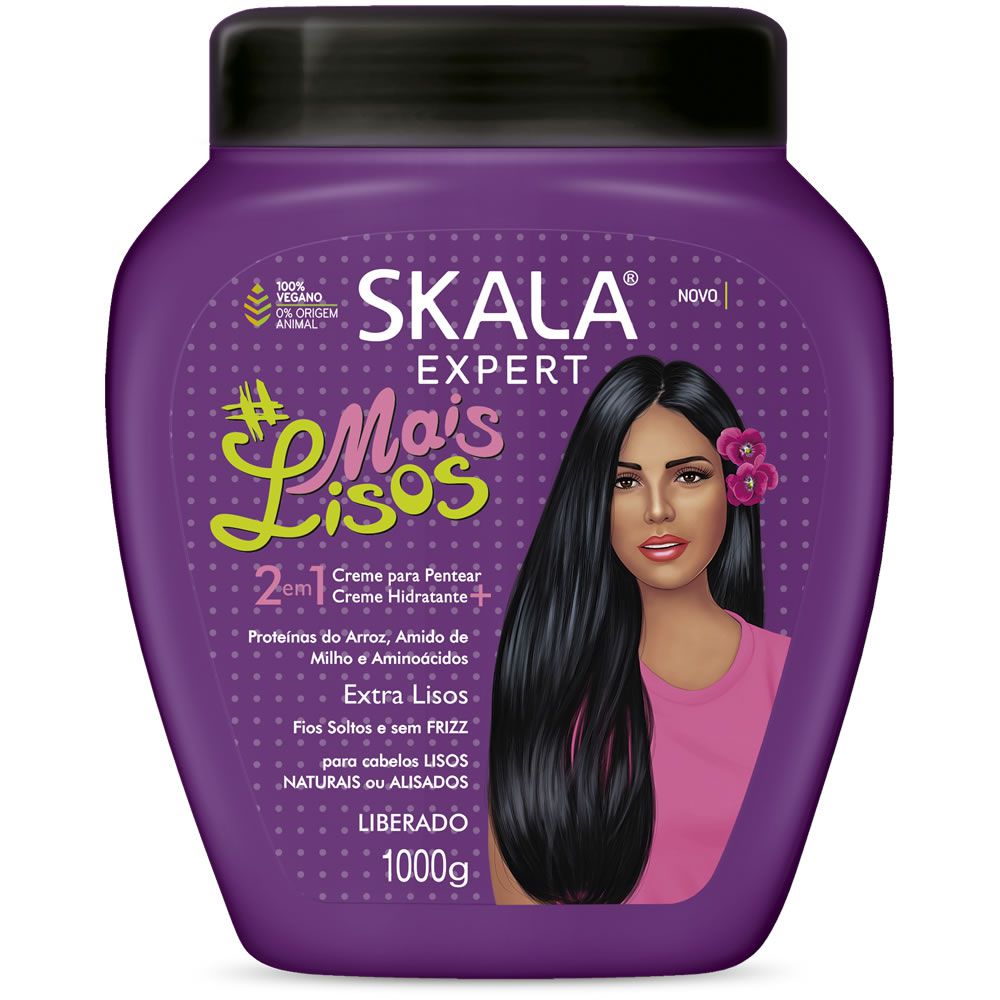 100%
VEGANO
0% ORIGEM
ANIMAL
SKALA®
NOVO
EXPERT
#Mais
Lisos
2em1 Creme para Pentear
Creme Hidratante+
Proteínas do Arroz, Amido de
Milho e Aminoácidos
Extra Lisos
Fios Soltos e sem FRIZZ
para cabelos LISOS
NATURAIS ou ALISADOS
LIBERADO
1000g